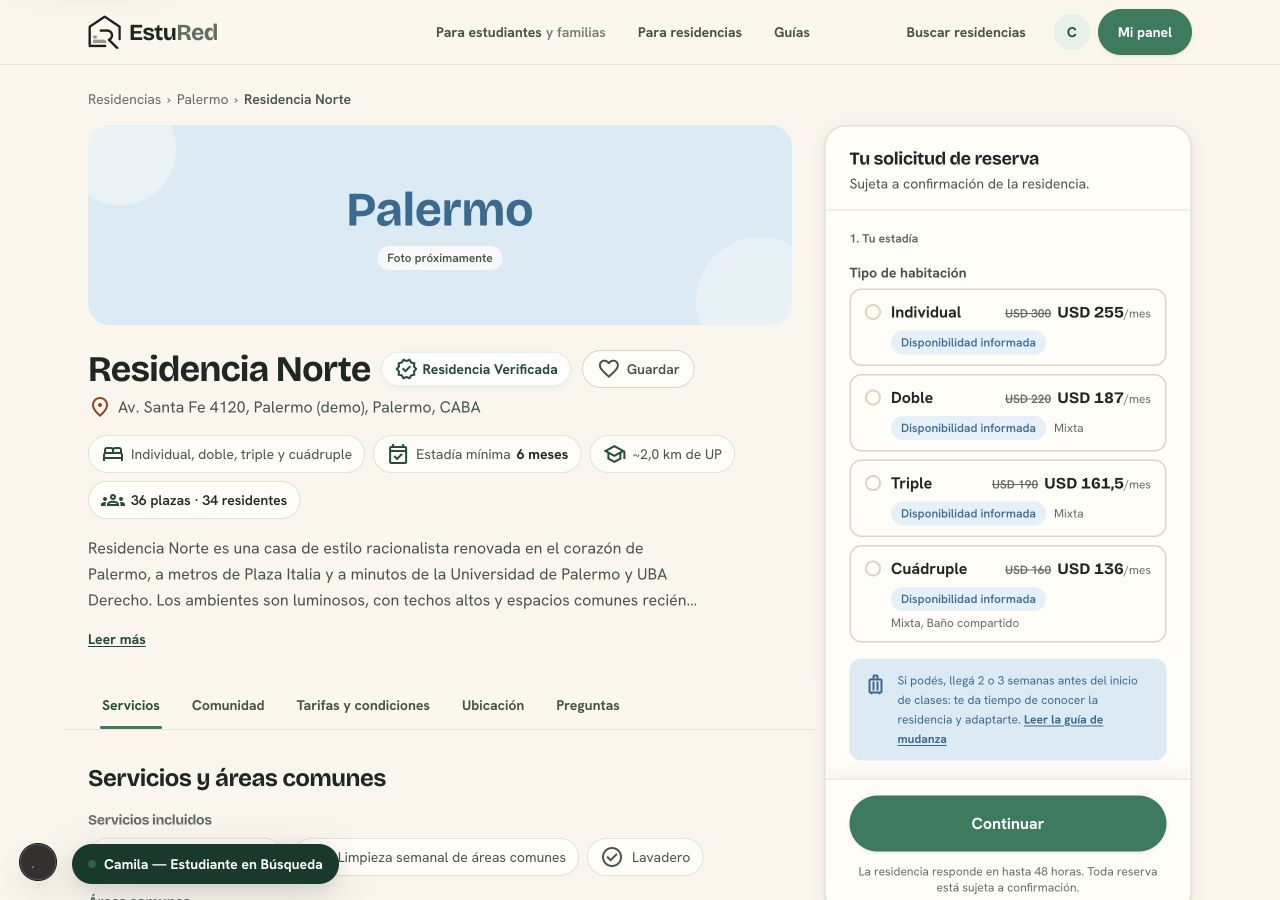 EstuRed
Para estudiantes y familias
Para residencias
Guías
Buscar residencias
C
Mi panel
Residencias › Palermo › Residencia Norte
Palermo
Foto próximamente
Residencia Norte
Residencia Verificada
Guardar
Av. Santa Fe 4120, Palermo (demo), Palermo, CABA
Individual, doble, triple y cuádruple
Estadía mínima 6 meses
~2,0 km de UP
36 plazas · 34 residentes
Residencia Norte es una casa de estilo racionalista renovada en el corazón de
Palermo, a metros de Plaza Italia y a minutos de la Universidad de Palermo y UBA
Derecho. Los ambientes son luminosos, con techos altos y espacios comunes recién…
Leer más
Servicios
Comunidad
Tarifas y condiciones
Ubicación
Preguntas
Servicios y áreas comunes
Servicios incluidos
Limpieza semanal de áreas comunes
Lavadero
Camila — Estudiante en Búsqueda
Áreas comunes
Tu solicitud de reserva
Sujeta a confirmación de la residencia.
1. Tu estadía
Tipo de habitación
Individual USD 300 USD 255/mes
Disponibilidad informada
Doble USD 220 USD 187/mes
Disponibilidad informada Mixta
Triple USD 190 USD 161,5/mes
Disponibilidad informada Mixta
Cuádruple USD 160 USD 136/mes
Disponibilidad informada
Mixta, Baño compartido
Si podés, llegá 2 o 3 semanas antes del inicio
de clases: te da tiempo de conocer la
residencia y adaptarte. Leer la guía de
mudanza
Continuar
La residencia responde en hasta 48 horas. Toda reserva
está sujeta a confirmación.